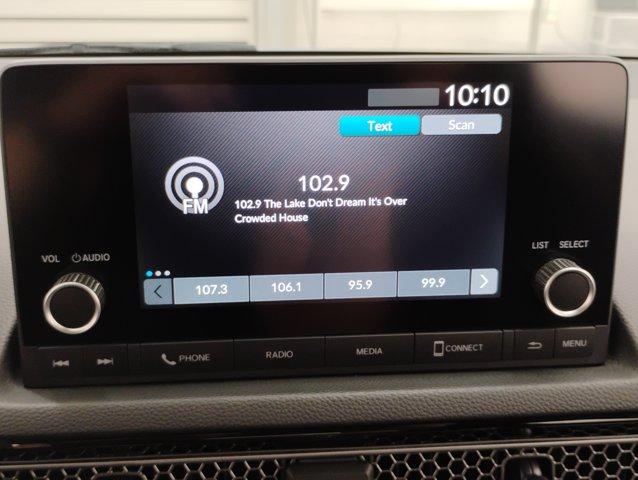 10:10
Text Scan
102.9
FM
102.9 The Lake Don't Dream It's Over
Crowded House
VOL AUDIO
LIST SELECT
107.3 106.1 95.9 99.9
PHONE RADIO MEDIA CONNECT MENU